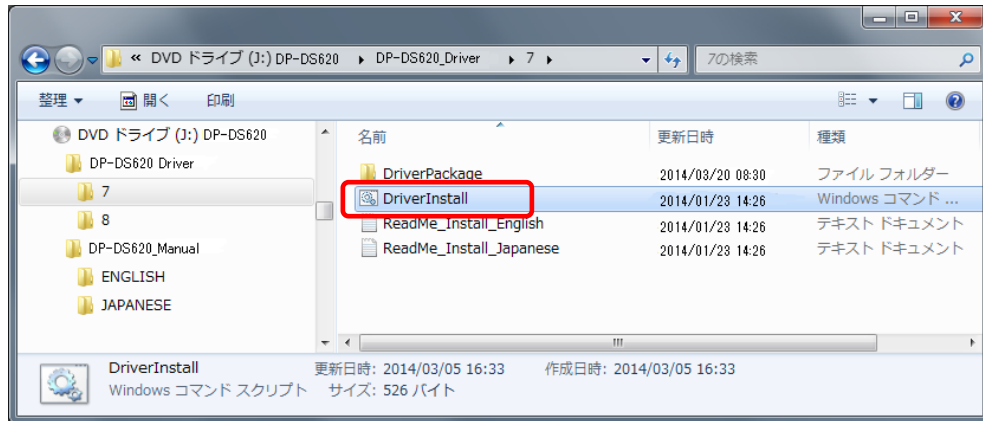 « DVD ドライブ (J:) DP-DS620 ▸ DP-DS620_Driver ▸ 7 ▸
7の検索
整理 ▼ 開く 印刷
DVD ドライブ (J:) DP-DS620
DP-DS620 Driver
7
8
DP-DS620_Manual
ENGLISH
JAPANESE
名前 更新日時 種類
DriverPackage 2014/03/20 08:30 ファイル フォルダー
DriverInstall 2014/01/23 14:26 Windows コマンド ...
ReadMe_Install_English 2014/01/23 14:26 テキスト ドキュメント
ReadMe_Install_Japanese 2014/01/23 14:26 テキスト ドキュメント
DriverInstall 更新日時: 2014/03/05 16:33 作成日時: 2014/03/05 16:33
Windows コマンド スクリプト サイズ: 526 バイト